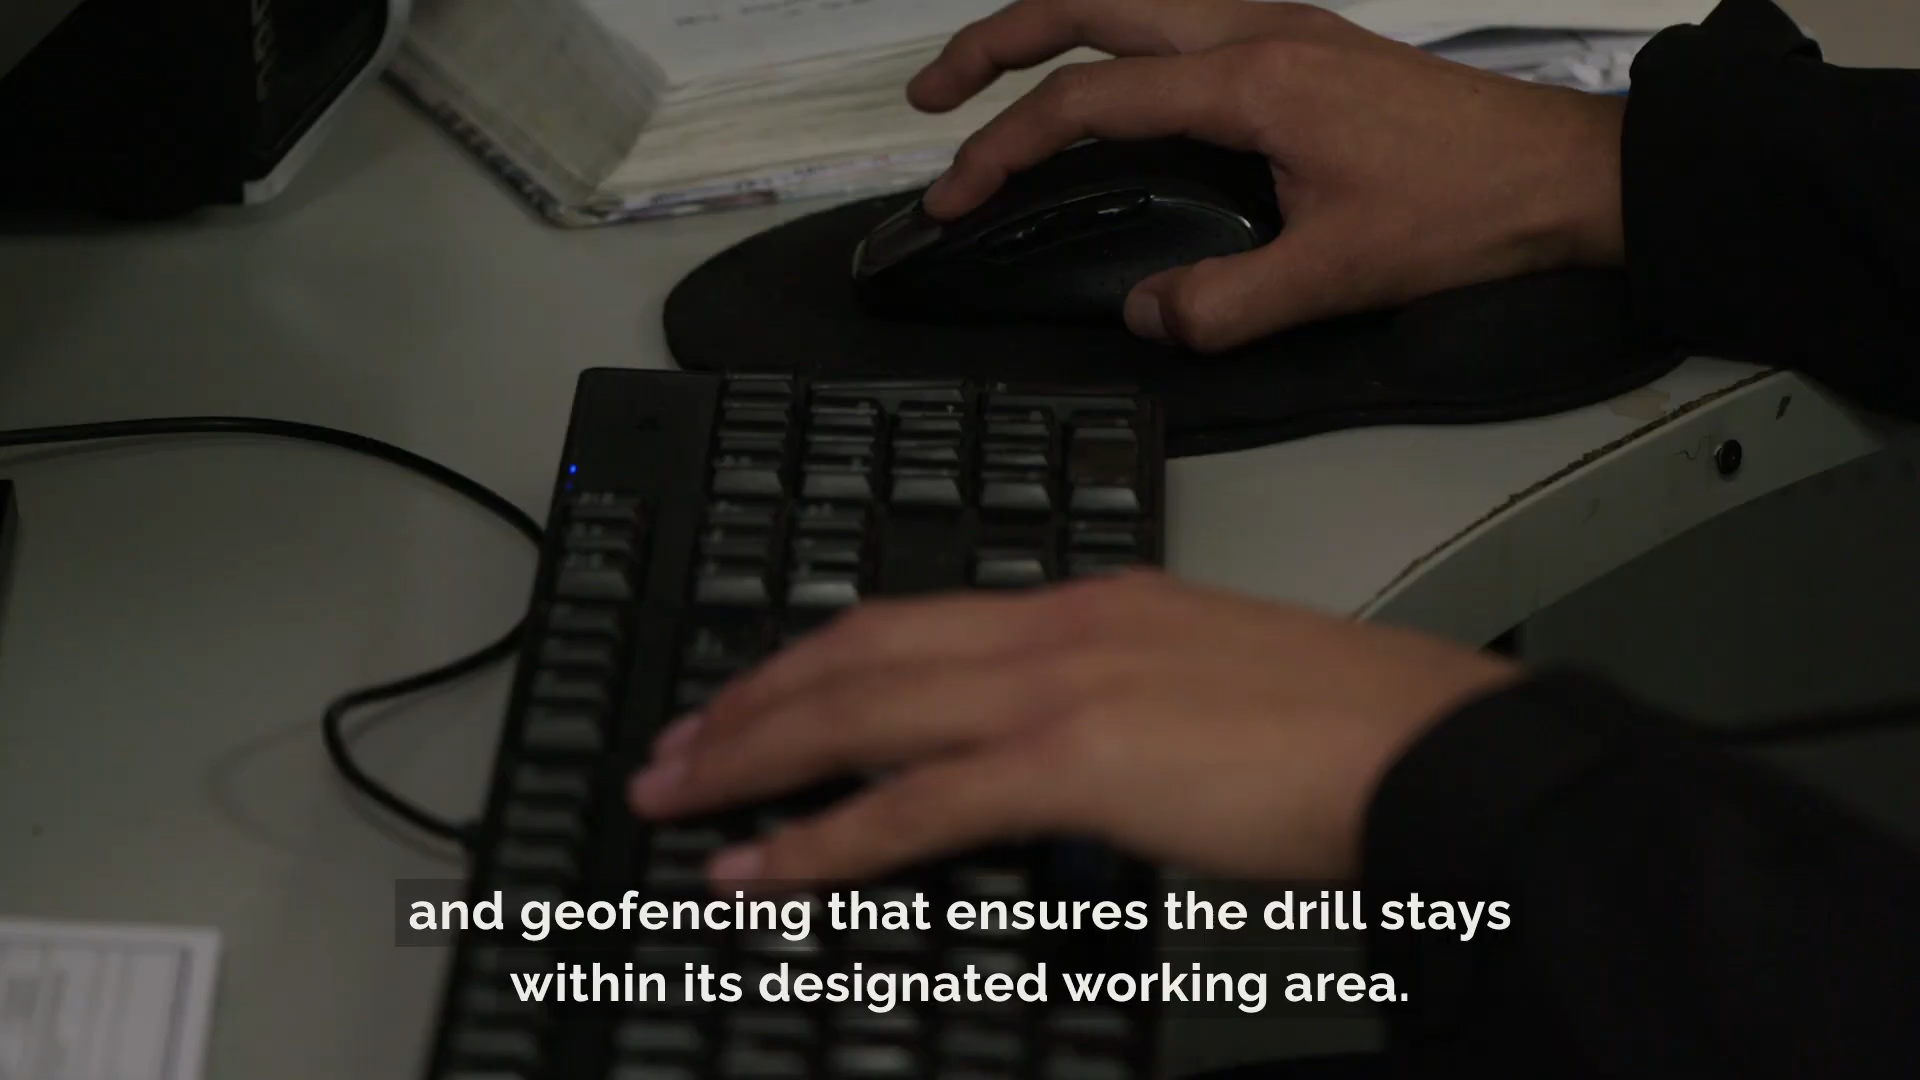 and geofencing that ensures the drill stays
within its designated working area.